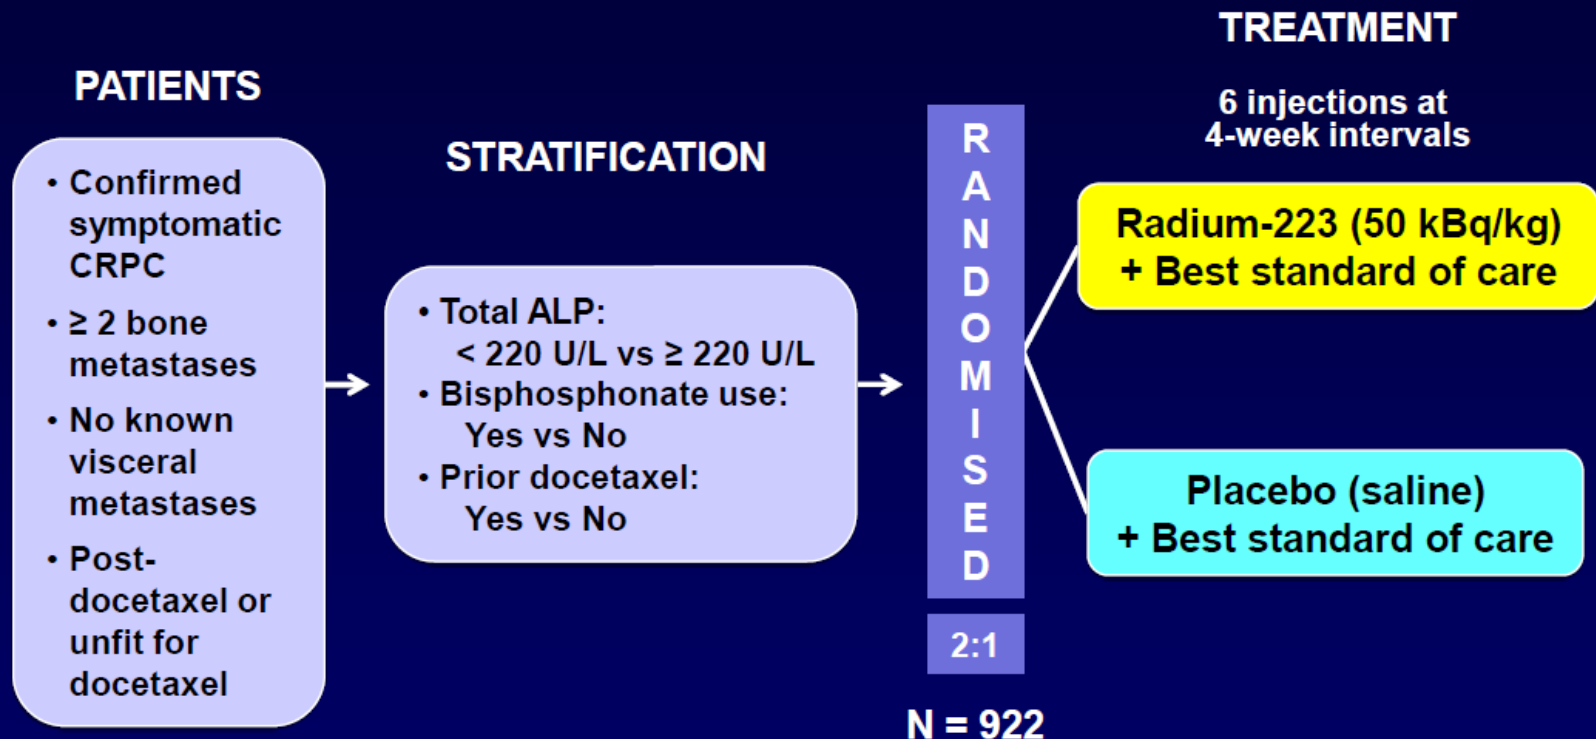 PATIENTS
• Confirmed
symptomatic
CRPC
• ≥ 2 bone
metastases
• No known
visceral
metastases
• Post-
docetaxel or
unfit for
docetaxel
STRATIFICATION
• Total ALP:
< 220 U/L vs ≥ 220 U/L
• Bisphosphonate use:
Yes vs No
• Prior docetaxel:
Yes vs No
R
A
N
D
O
M
I
S
E
D
2:1
N = 922
TREATMENT
6 injections at
4-week intervals
Radium-223 (50 kBq/kg)
+ Best standard of care
Placebo (saline)
+ Best standard of care